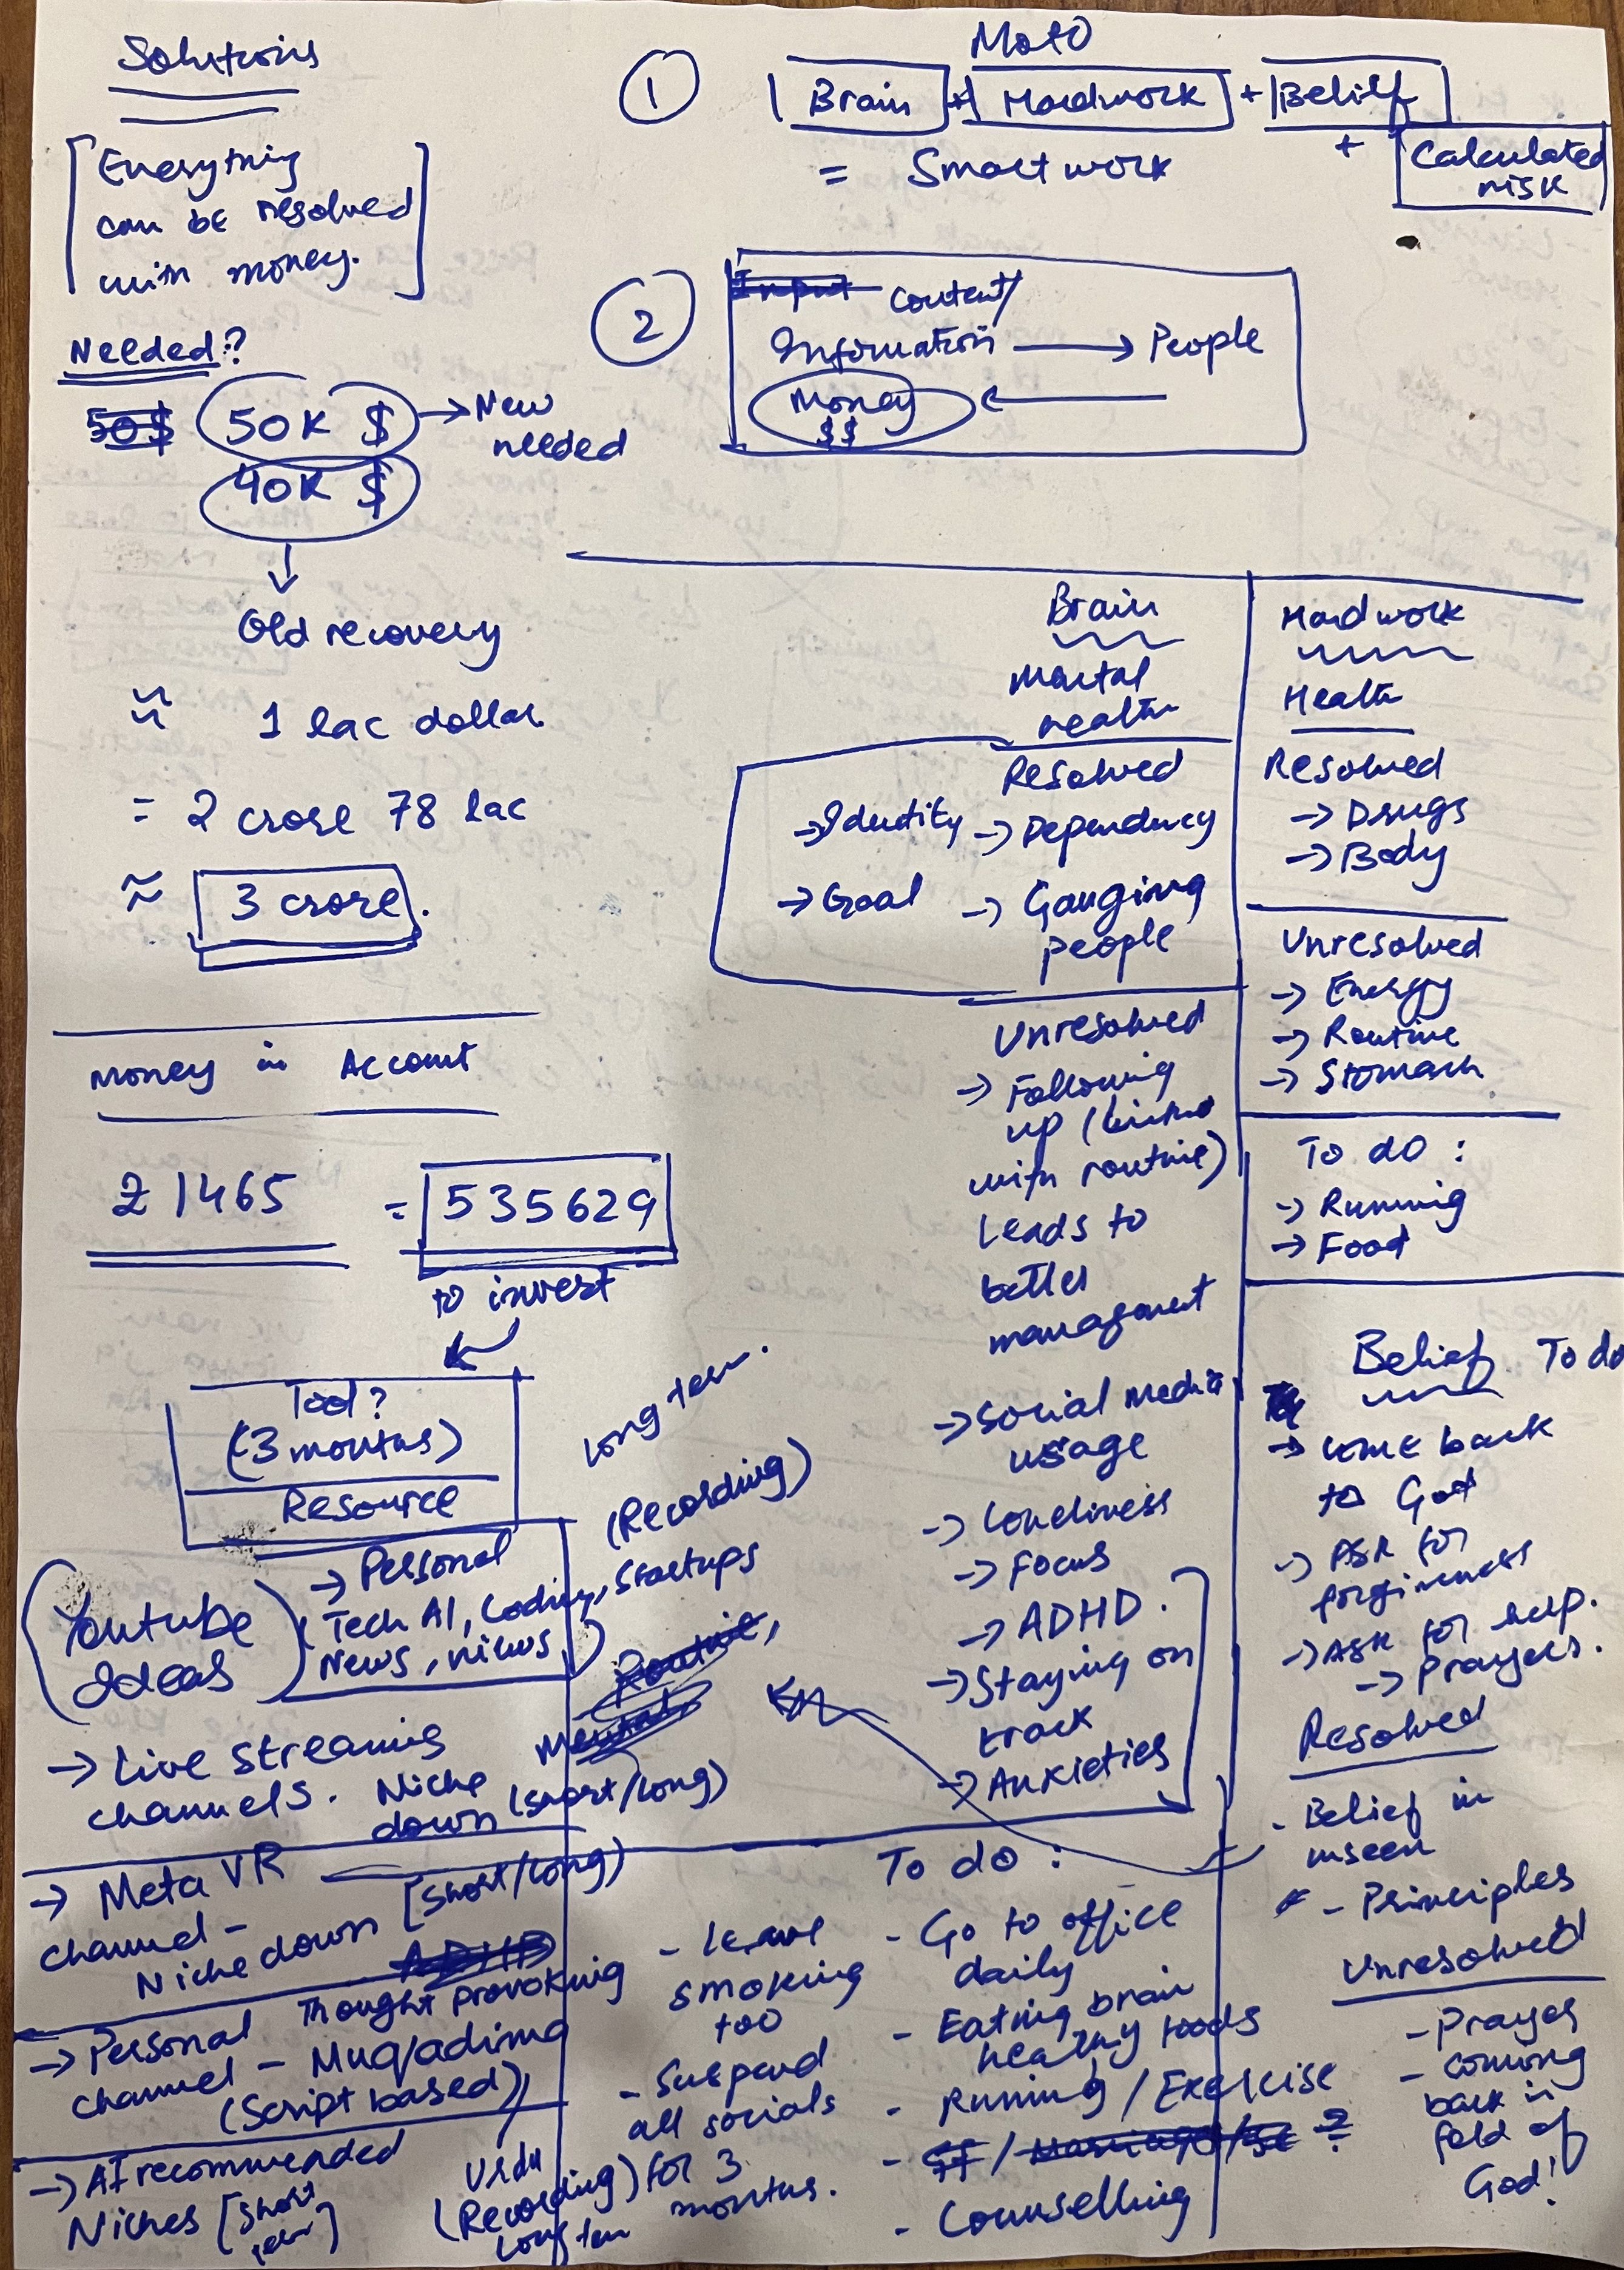 Solutions
[Everything
can be resolved
with money.]
Needed?
50$ 50K $ → New
needed
40K $
↓
Old recovery
≈ 1 lac dollar
= 2 crore 78 lac
≈ 3 crore.
Money in Account
1465 = 535629
to invest
Tool?
(3 months)
Resource
(Youtube
Ideas)
→ Personal
(Tech AI, Coding, Startups
News, views)
(Recording)
long term.
→ Live streaming
channels. Niche
down (short/long)
→ Meta VR
channel -
Niche down [Short/Long)
→ Personal Thought provoking
channel - Muqadima
(Script based)
Urdu
(Recording)
long term
→ AI recommended
Niches [Short
term]
① Moto
Brain + Hardwork + Belief
+ Calculated
risk
= Smart work
②
Input Content/
Information → People
Money ←
$$
Brain
Mental
health
Resolved
→ Identity → Dependency
→ Goal → Gauging
people
Unresolved
→ Following
up (linked
with routine)
Leads to
better
managment
→ Social media
usage
→ Loneliness
→ Focus
→ ADHD.
→ Staying on
track
→ Anxieties
Routine,
Mental
To do :
- Leave
smoking
too
- Suspend
all socials
for 3
months.
- Go to office
daily
- Eating brain
healthy foods
- Running / Exercise
- Counselling
Hardwork
Health
Resolved
→ Drugs
→ Body
Unresolved
→ Energy
→ Routine
→ Stomach
To do :
→ Running
→ Food
Belief To do
→ come back
to God
→ Ask for
forgiveness
→ Ask for help.
→ Prayers.
Resolved
- Belief in
unseen
- Principles
Unresolved
- Prayer
- coming
back in
fold of
God!